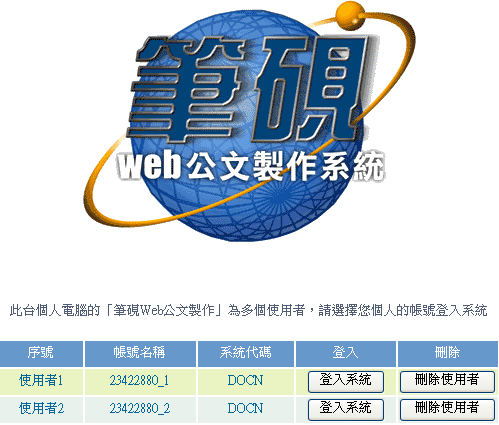 筆硯
web公文製作系統
此台個人電腦的「筆硯Web公文製作」為多個使用者，請選擇您個人的帳號登入系統
序號 帳號名稱 系統代碼 登入 刪除
使用者1 23422880_1 DOCN 登入系統 刪除使用者
使用者2 23422880_2 DOCN 登入系統 刪除使用者